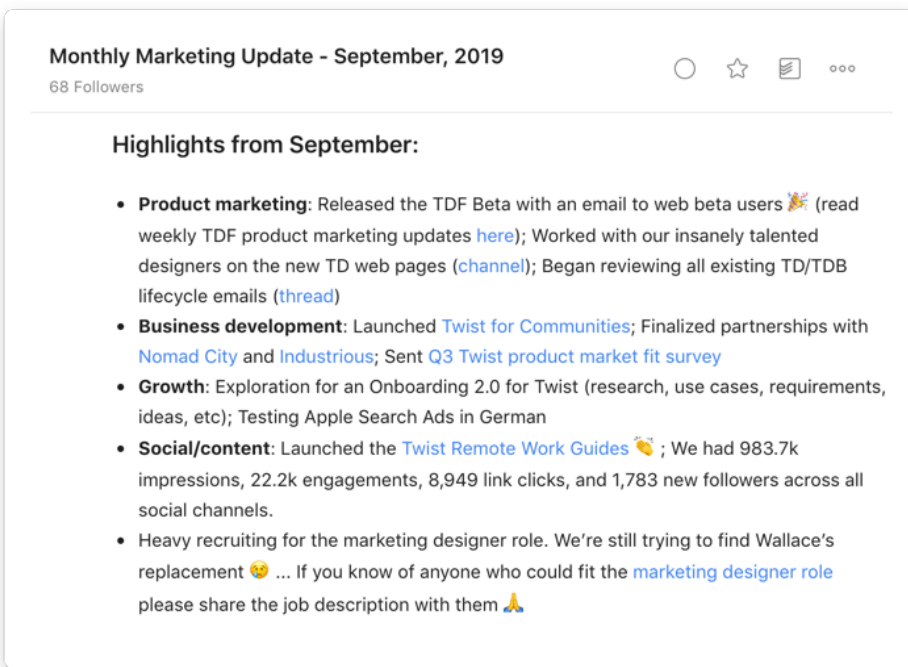 Monthly Marketing Update - September, 2019
68 Followers
Highlights from September:
• Product marketing: Released the TDF Beta with an email to web beta users 🎉 (read
weekly TDF product marketing updates here); Worked with our insanely talented
designers on the new TD web pages (channel); Began reviewing all existing TD/TDB
lifecycle emails (thread)
• Business development: Launched Twist for Communities; Finalized partnerships with
Nomad City and Industrious; Sent Q3 Twist product market fit survey
• Growth: Exploration for an Onboarding 2.0 for Twist (research, use cases, requirements,
ideas, etc); Testing Apple Search Ads in German
• Social/content: Launched the Twist Remote Work Guides 👏 ; We had 983.7k
impressions, 22.2k engagements, 8,949 link clicks, and 1,783 new followers across all
social channels.
• Heavy recruiting for the marketing designer role. We’re still trying to find Wallace’s
replacement 😢 ... If you know of anyone who could fit the marketing designer role
please share the job description with them 🙏